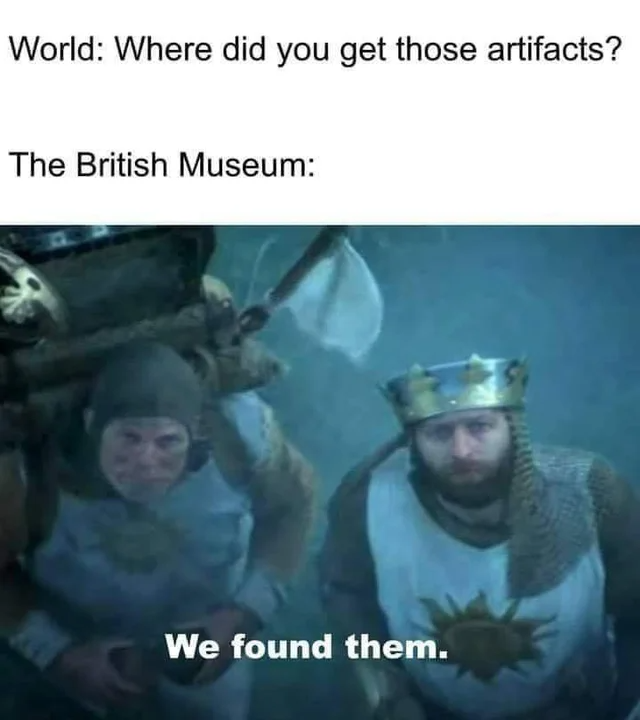 World: Where did you get those artifacts?
The British Museum:
We found them.